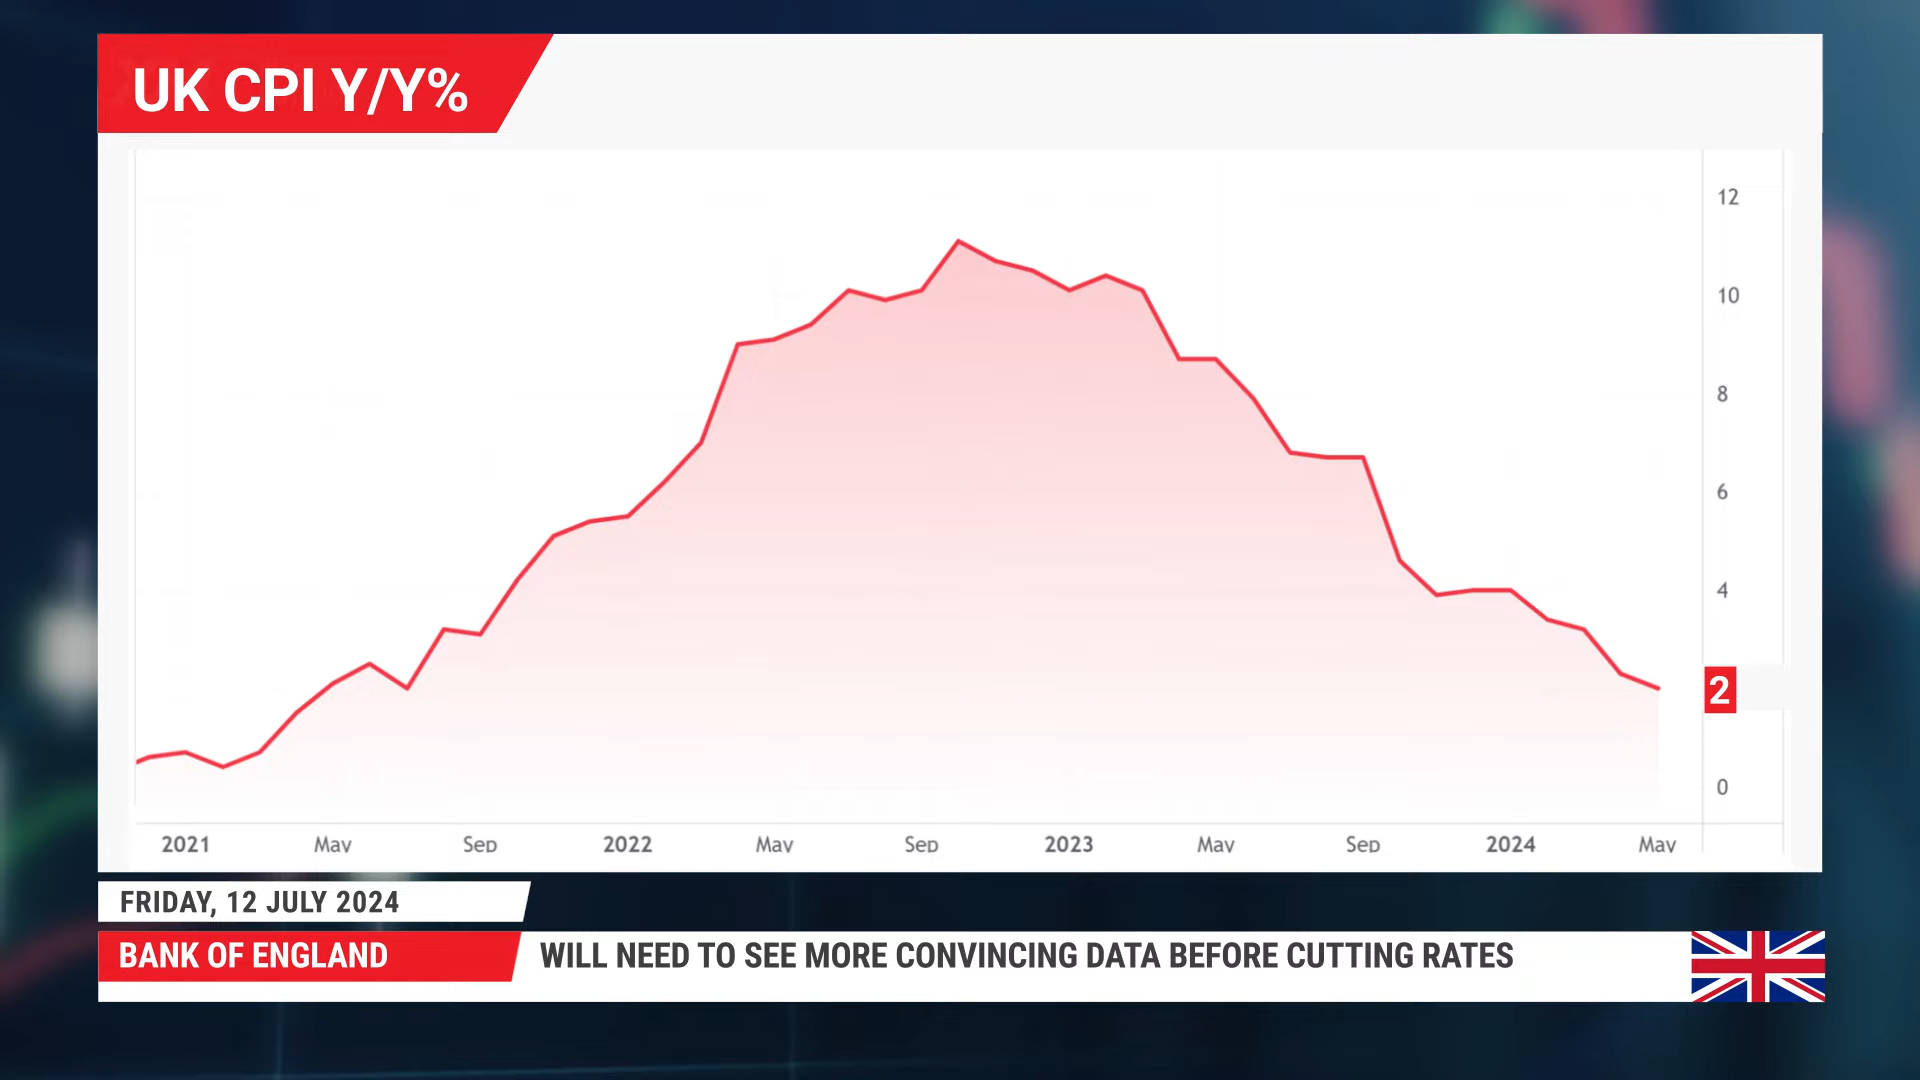 UK CPI Y/Y%
12
10
8
6
4
2
0
2021 May Sep 2022 May Sep 2023 May Sep 2024 May
FRIDAY, 12 JULY 2024
BANK OF ENGLAND WILL NEED TO SEE MORE CONVINCING DATA BEFORE CUTTING RATES